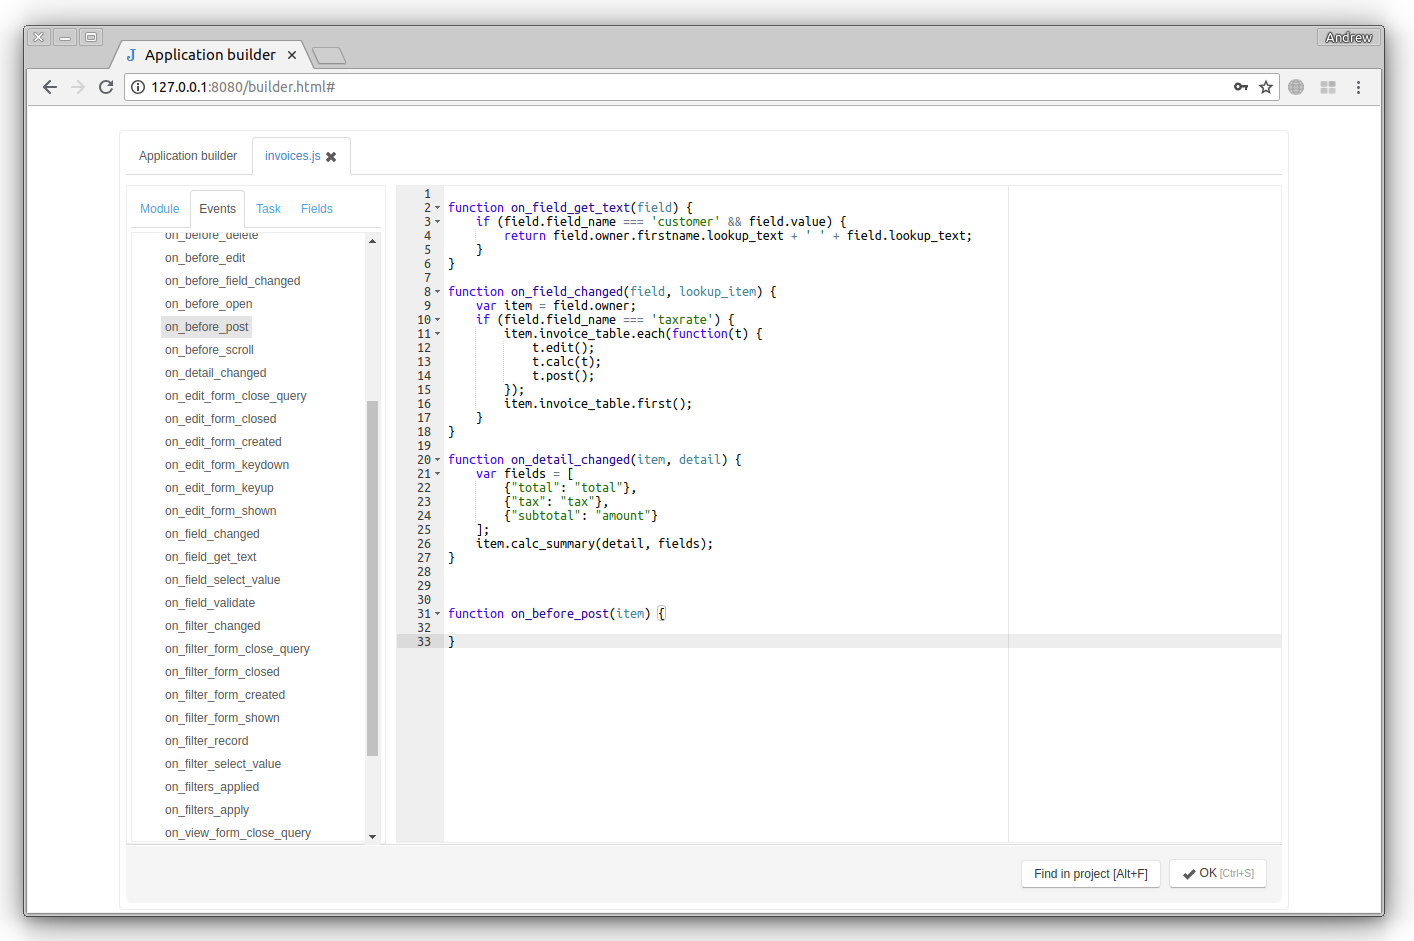 Andrew
Application builder
127.0.0.1:8080/builder.html#
Application builder
invoices.js
Module Events Task Fields
on_before_delete
on_before_edit
on_before_field_changed
on_before_open
on_before_post
on_before_scroll
on_detail_changed
on_edit_form_close_query
on_edit_form_closed
on_edit_form_created
on_edit_form_keydown
on_edit_form_keyup
on_edit_form_shown
on_field_changed
on_field_get_text
on_field_select_value
on_field_validate
on_filter_changed
on_filter_form_close_query
on_filter_form_closed
on_filter_form_created
on_filter_form_shown
on_filter_record
on_filter_select_value
on_filters_applied
on_filters_apply
on_view_form_close_query
1
2 function on_field_get_text(field) {
3     if (field.field_name === 'customer' && field.value) {
4         return field.owner.firstname.lookup_text + ' ' + field.lookup_text;
5     }
6 }
7
8 function on_field_changed(field, lookup_item) {
9     var item = field.owner;
10     if (field.field_name === 'taxrate') {
11         item.invoice_table.each(function(t) {
12             t.edit();
13             t.calc(t);
14             t.post();
15         });
16         item.invoice_table.first();
17     }
18 }
19
20 function on_detail_changed(item, detail) {
21     var fields = [
22         {"total": "total"},
23         {"tax": "tax"},
24         {"subtotal": "amount"}
25     ];
26     item.calc_summary(detail, fields);
27 }
28
29
30
31 function on_before_post(item) {
32
33 }
Find in project [Alt+F]
OK [Ctrl+S]